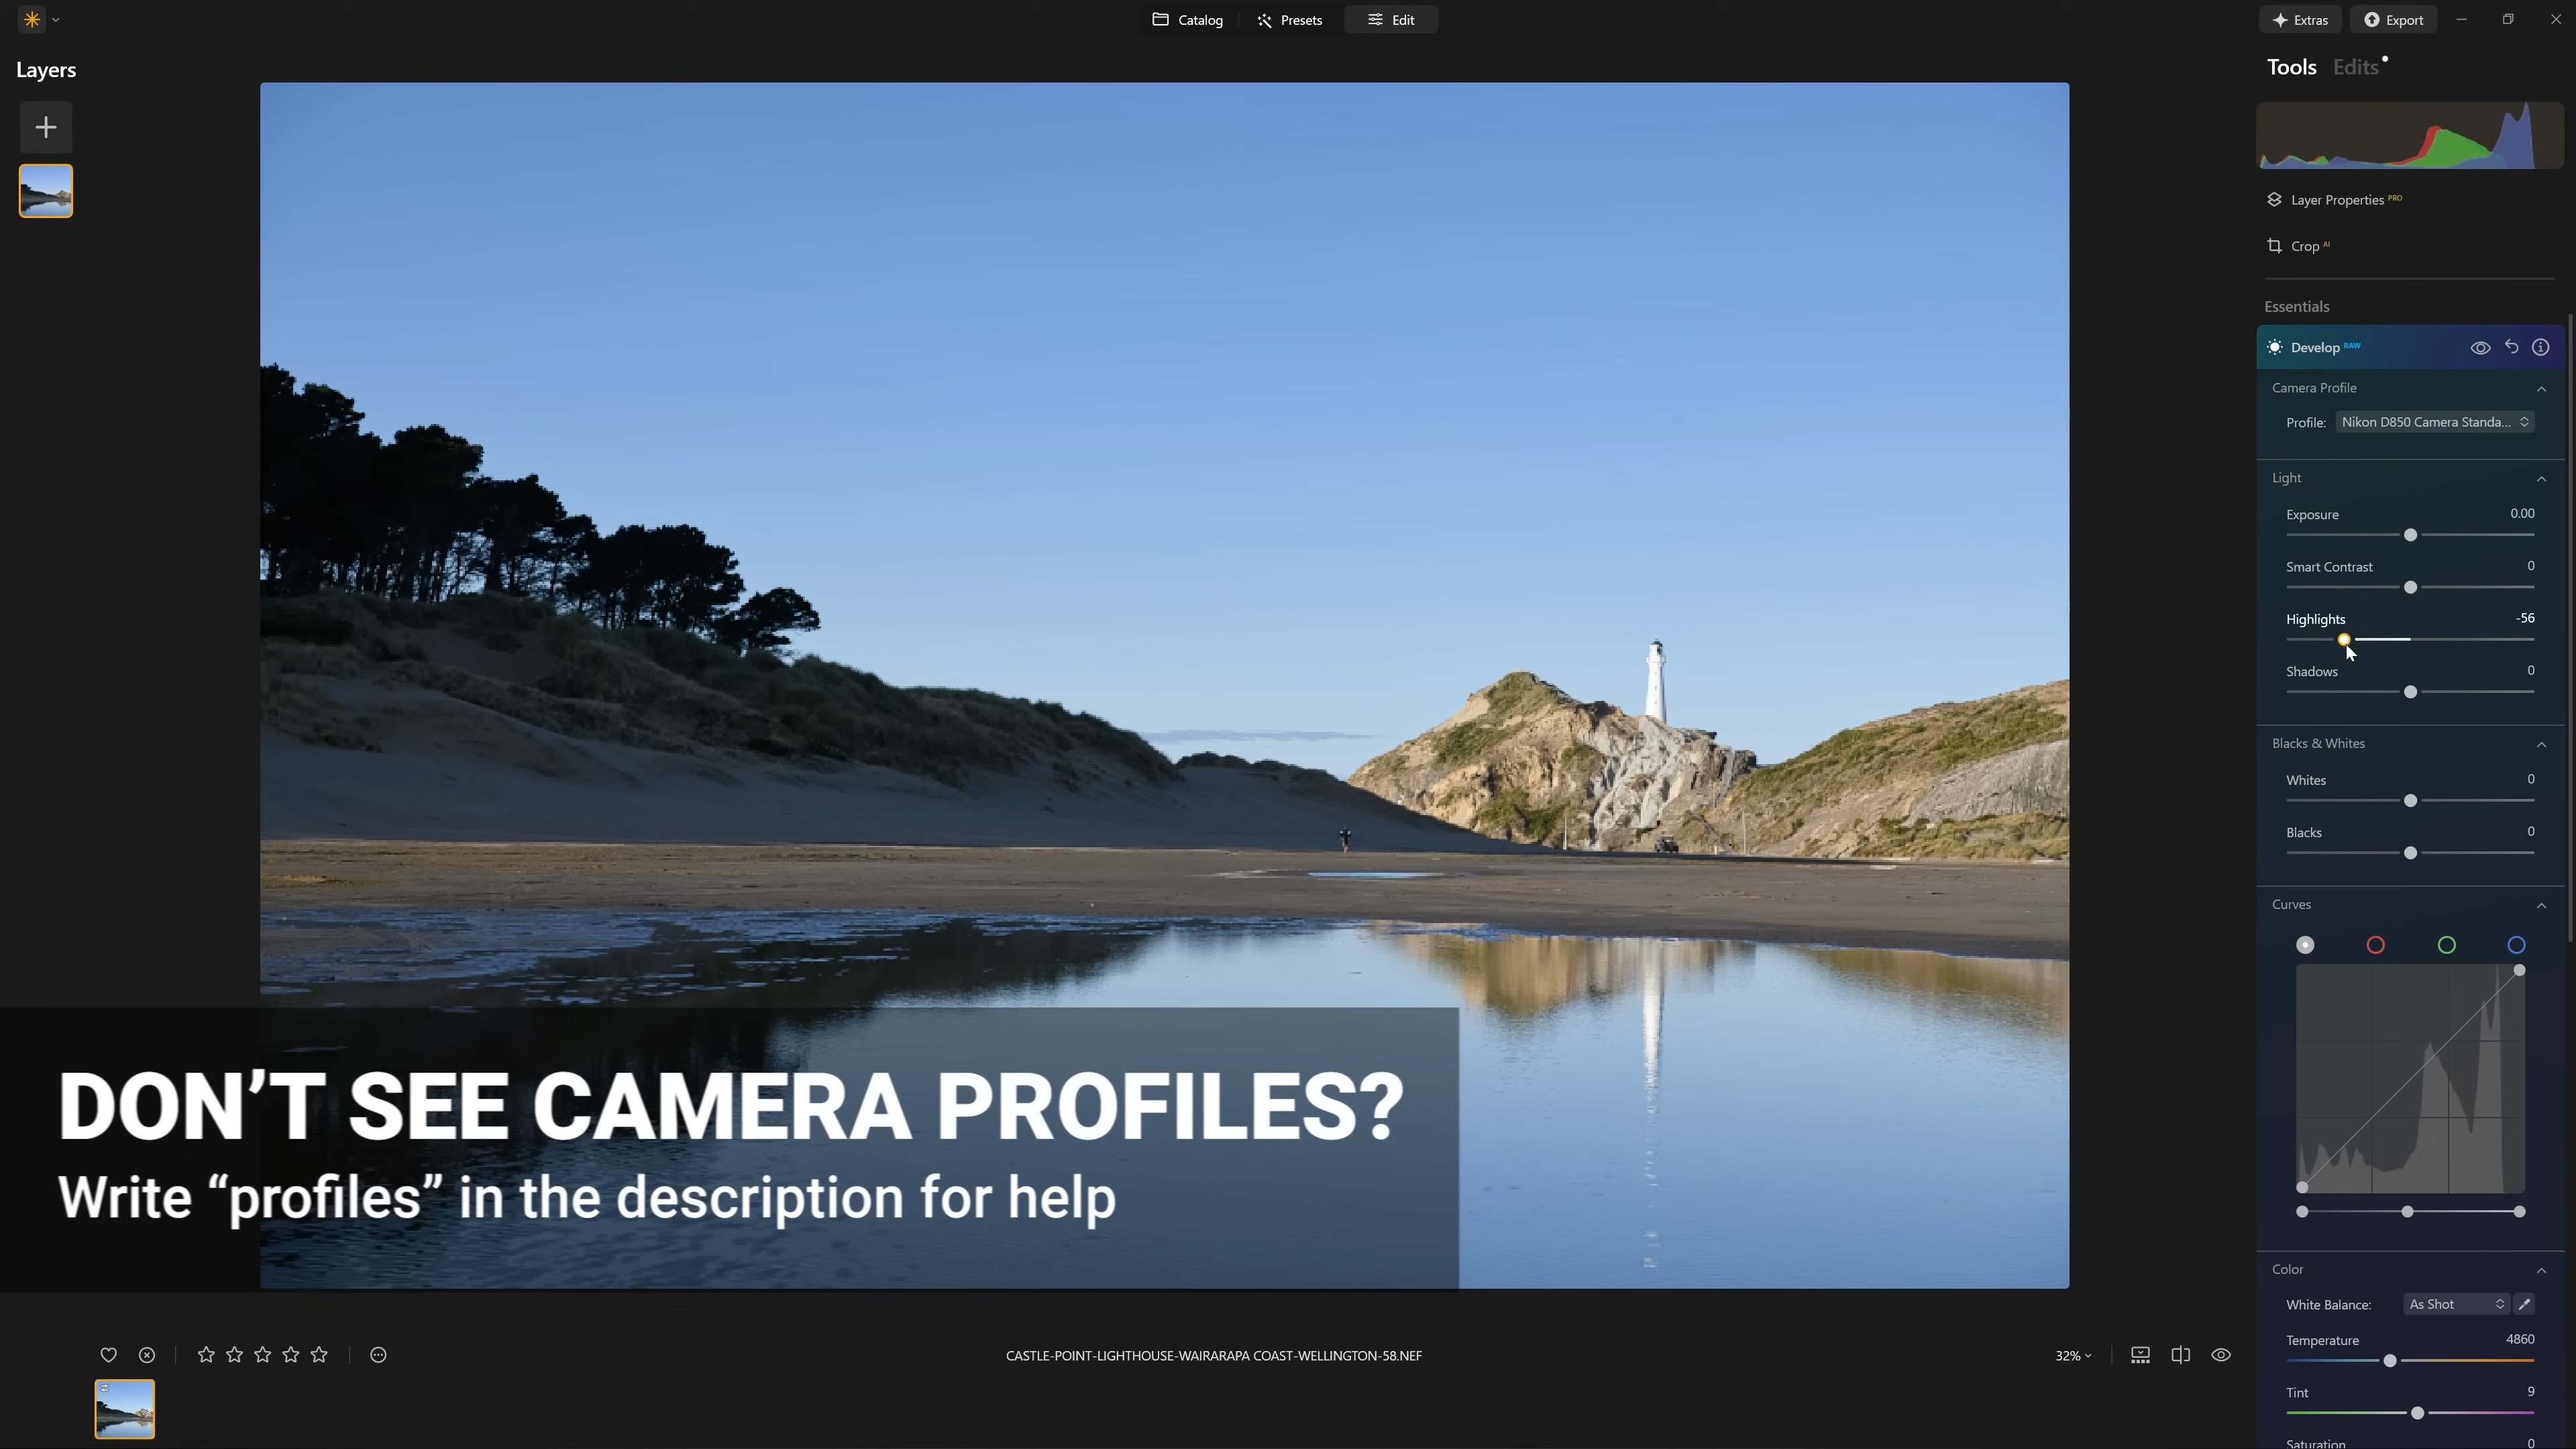 Catalog
Presets
Edit
Extras
Export
Layers
Tools
Edits
Layer Properties PRO
Crop AI
Essentials
Develop RAW
Camera Profile
Profile: Nikon D850 Camera Standa...
Light
Exposure 0.00
Smart Contrast 0
Highlights -56
Shadows 0
Blacks & Whites
Whites 0
Blacks 0
Curves
Color
White Balance: As Shot
Temperature 4860
Tint 9
Saturation 0
DON’T SEE CAMERA PROFILES?
Write “profiles” in the description for help
CASTLE-POINT-LIGHTHOUSE-WAIRARAPA COAST-WELLINGTON-58.NEF
32%